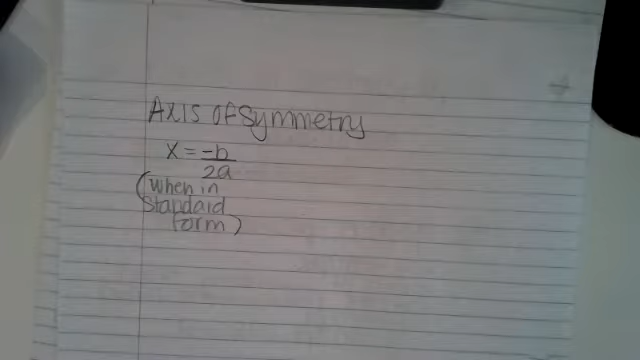 Axis of Symmetry
x = -b
2a
(when in
standard
form)